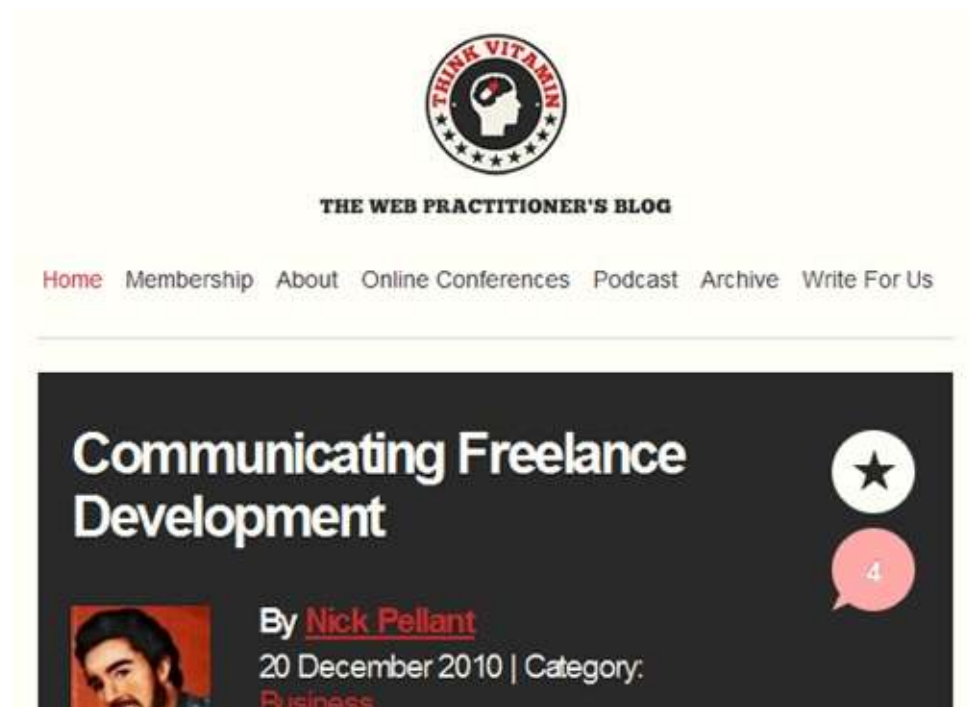 THINK VITAMIN
THE WEB PRACTITIONER'S BLOG
Home Membership About Online Conferences Podcast Archive Write For Us
Communicating Freelance
Development
4
By Nick Pellant
20 December 2010 | Category:
Business